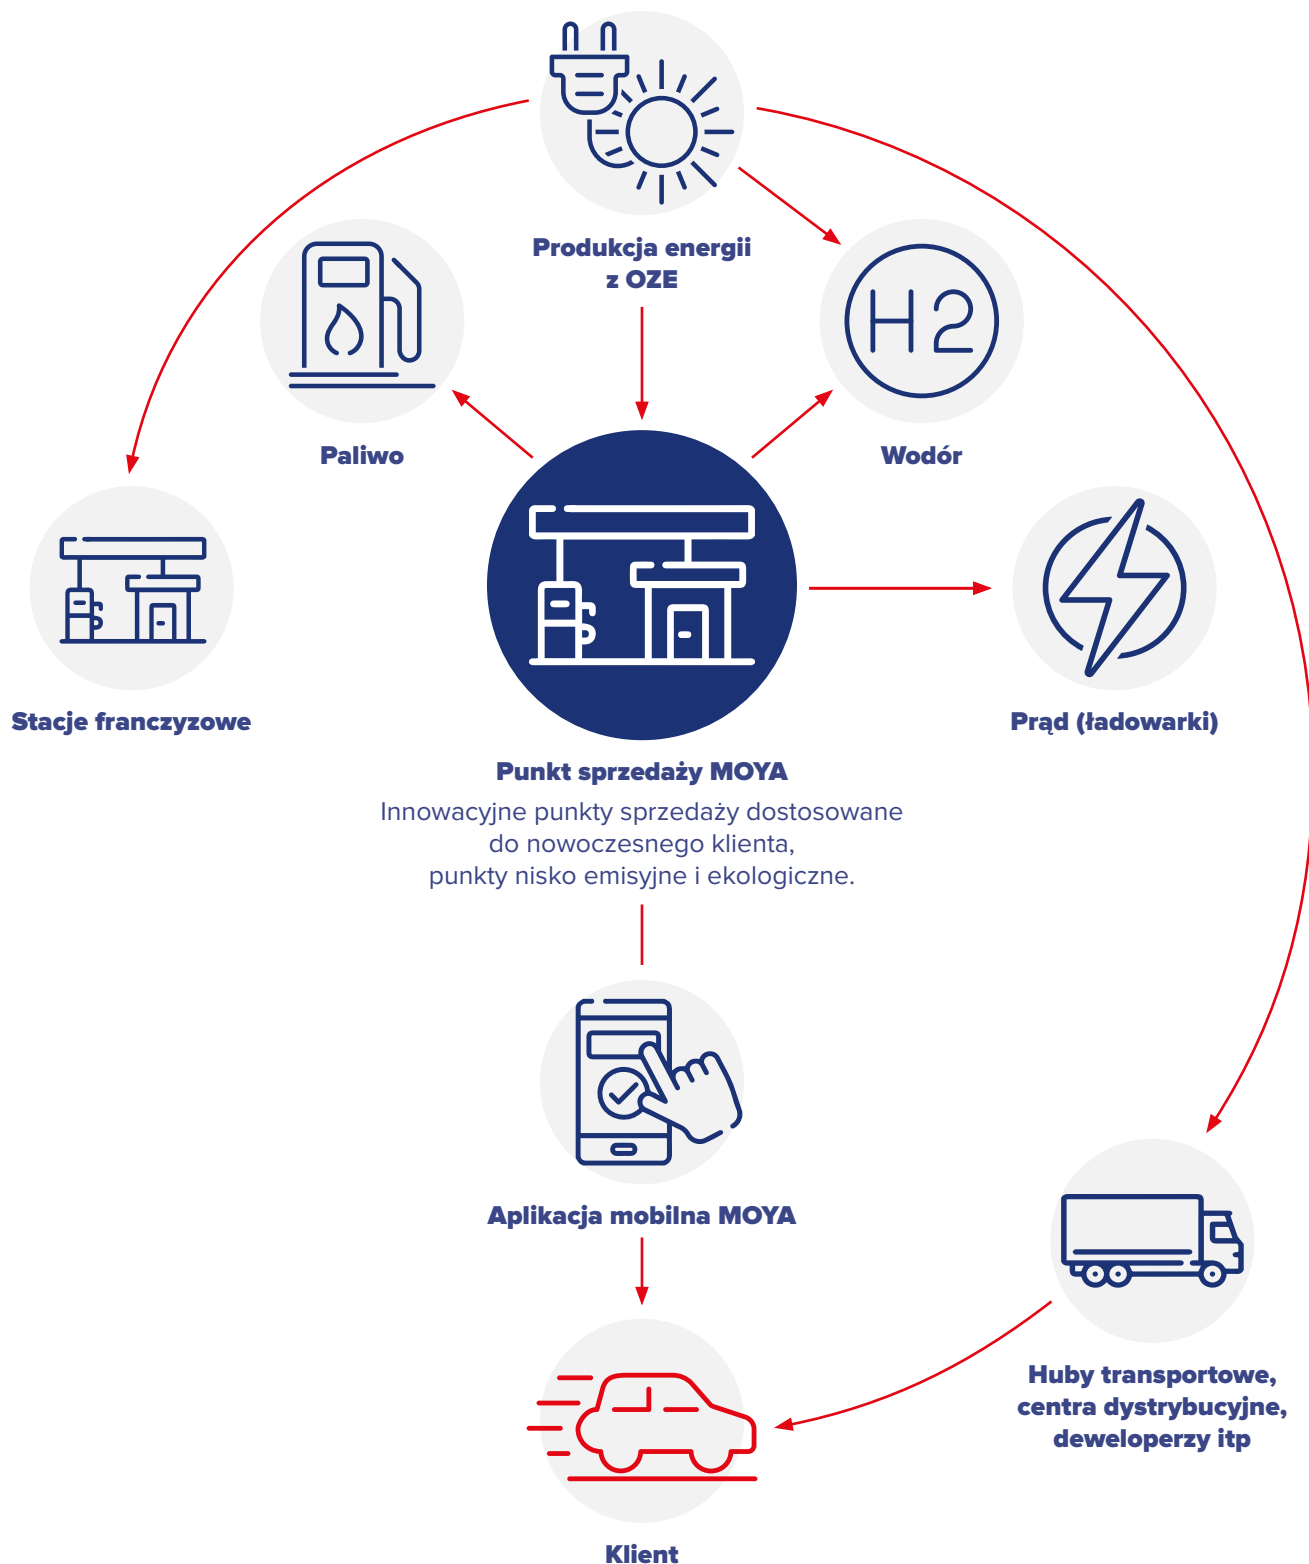 Produkcja energii
z OZE
H2
Paliwo
Wodór
Stacje franczyzowe
Prąd (ładowarki)
Punkt sprzedaży MOYA
Innowacyjne punkty sprzedaży dostosowane
do nowoczesnego klienta,
punkty nisko emisyjne i ekologiczne.
Aplikacja mobilna MOYA
Huby transportowe,
centra dystrybucyjne,
deweloperzy itp
Klient